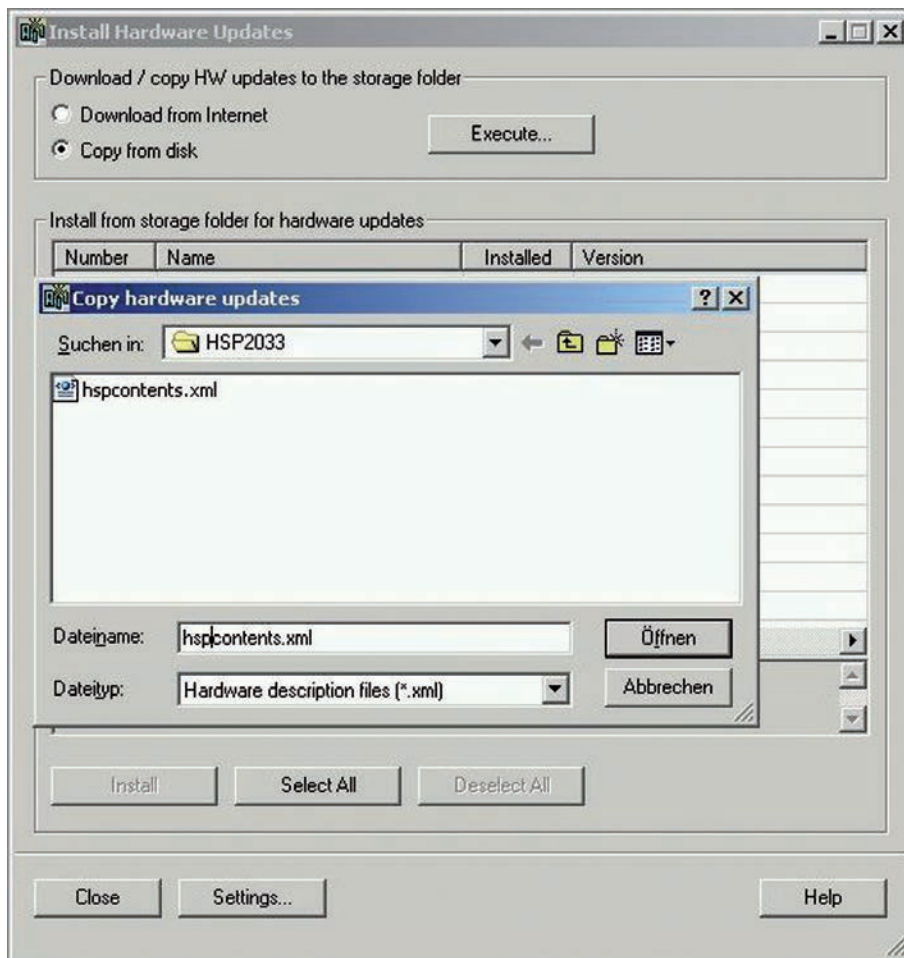 Install Hardware Updates
Download / copy HW updates to the storage folder
Download from Internet
Copy from disk
Execute...
Install from storage folder for hardware updates
Number Name Installed Version
Copy hardware updates
Suchen in: HSP2033
hspcontents.xml
Dateiname: hspcontents.xml Öffnen
Dateityp: Hardware description files (*.xml) Abbrechen
Install Select All Deselect All
Close Settings... Help